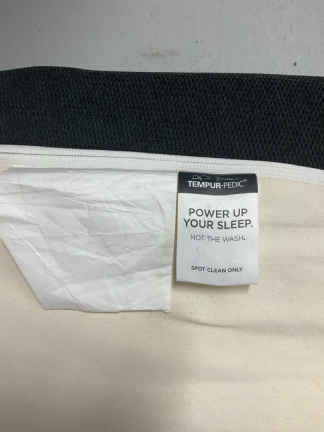 TEMPUR-PEDIC
POWER UP
YOUR SLEEP.
NOT THE WASH.
SPOT CLEAN ONLY